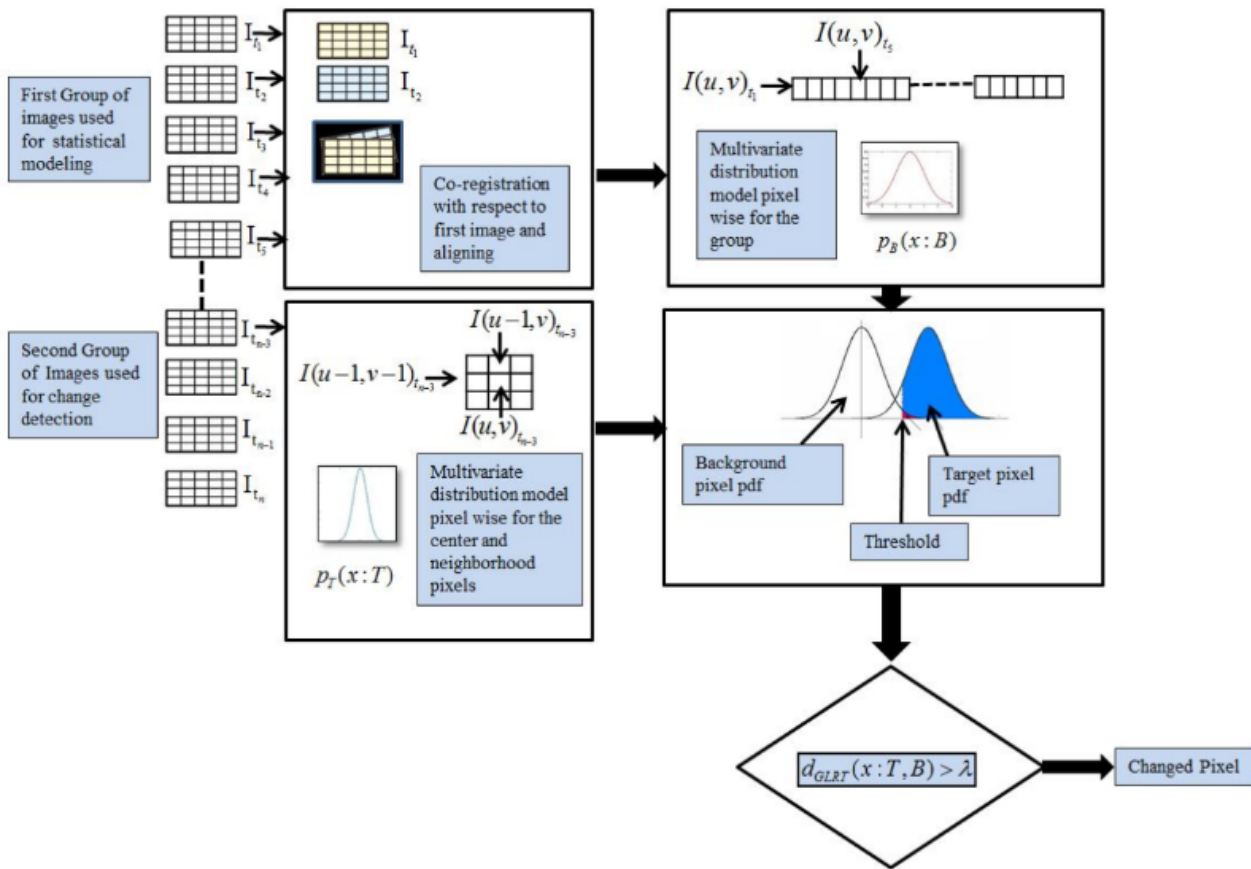 First Group of
images used
for statistical
modeling
I_{t_1}
I_{t_2}
I_{t_3}
I_{t_4}
I_{t_5}
I_{t_1}
I_{t_2}
Co-registration
with respect to
first image and
aligning
I(u,v)_{t_5}
I(u,v)_{t_1}
Multivariate
distribution
model pixel
wise for the
group
p_B(x:B)
Second Group
of Images used
for change
detection
I_{t_{n-3}}
I_{t_{n-2}}
I_{t_{n-1}}
I_{t_n}
I(u-1,v)_{t_{n-3}}
I(u-1,v-1)_{t_{n-3}}
I(u,v)_{t_{n-3}}
p_T(x:T)
Multivariate
distribution model
pixel wise for the
center and
neighborhood
pixels
Background
pixel pdf
Target pixel
pdf
Threshold
d_{GLRT}(x:T,B)>λ
Changed Pixel